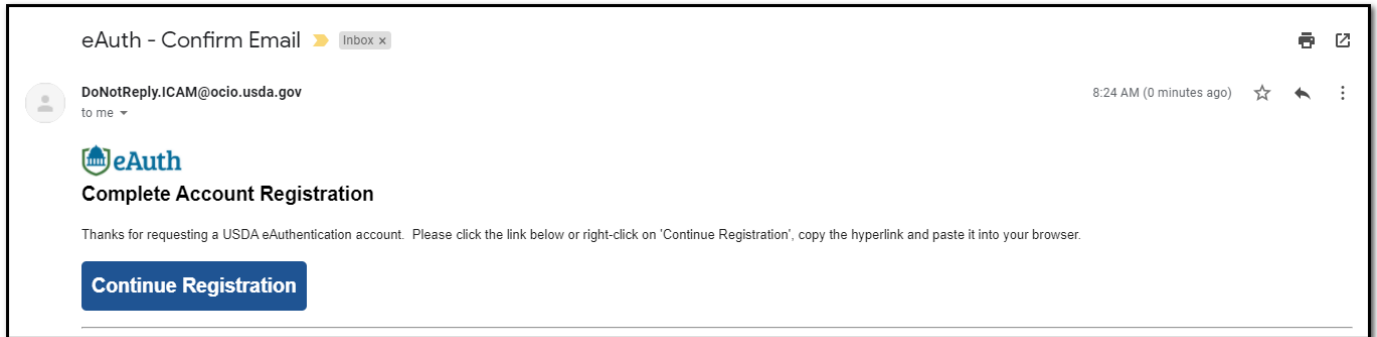 eAuth - Confirm Email Inbox x
DoNotReply.ICAM@ocio.usda.gov 8:24 AM (0 minutes ago)
to me
eAuth
Complete Account Registration
Thanks for requesting a USDA eAuthentication account.  Please click the link below or right-click on 'Continue Registration', copy the hyperlink and paste it into your browser.
Continue Registration